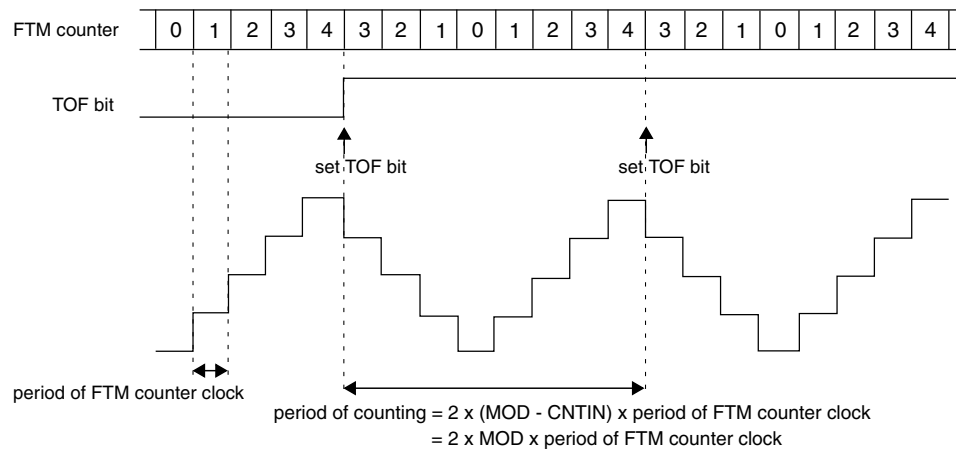 FTM counter 0 1 2 3 4 3 2 1 0 1 2 3 4 3 2 1 0 1 2 3 4
TOF bit
set TOF bit set TOF bit
period of FTM counter clock
period of counting = 2 x (MOD - CNTIN) x period of FTM counter clock
= 2 x MOD x period of FTM counter clock